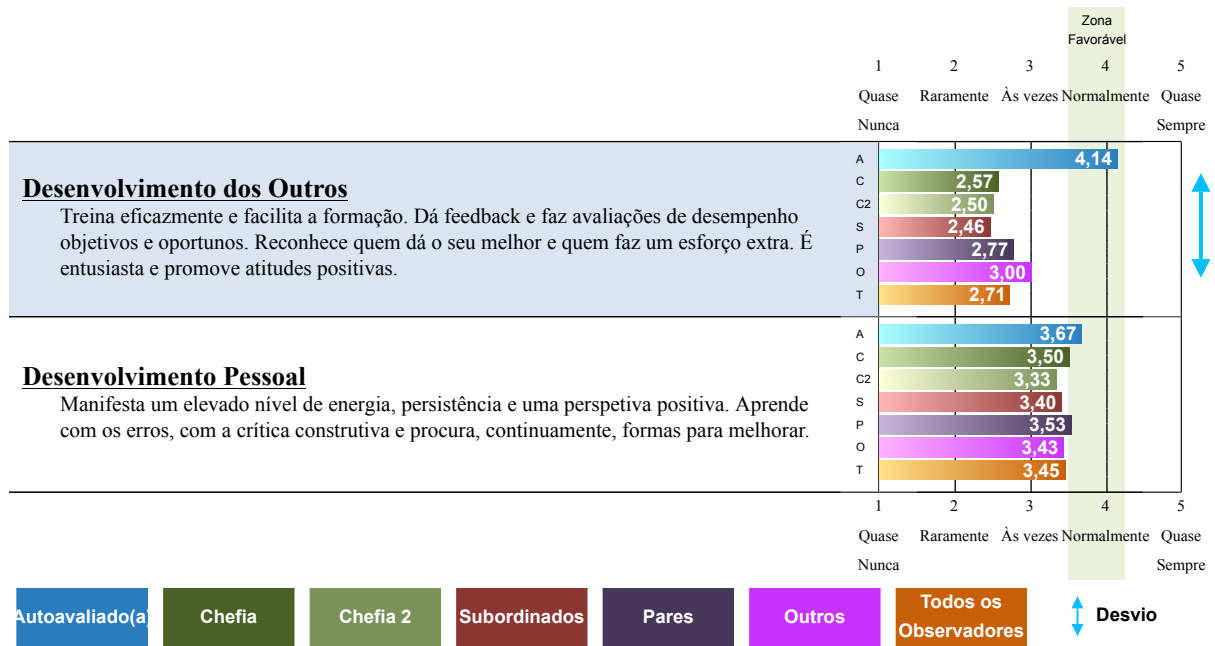 Zona
Favorável
1 2 3 4 5
Quase Raramente Às vezes Normalmente Quase
Nunca Sempre
Desenvolvimento dos Outros
Treina eficazmente e facilita a formação. Dá feedback e faz avaliações de desempenho
objetivos e oportunos. Reconhece quem dá o seu melhor e quem faz um esforço extra. É
entusiasta e promove atitudes positivas.
A 4,14
C 2,57
C2 2,50
S 2,46
P 2,77
O 3,00
T 2,71
Desenvolvimento Pessoal
Manifesta um elevado nível de energia, persistência e uma perspetiva positiva. Aprende
com os erros, com a crítica construtiva e procura, continuamente, formas para melhorar.
A 3,67
C 3,50
C2 3,33
S 3,40
P 3,53
O 3,43
T 3,45
1 2 3 4 5
Quase Raramente Às vezes Normalmente Quase
Nunca Sempre
Autoavaliado(a) Chefia Chefia 2 Subordinados Pares Outros Todos os
Observadores
Desvio